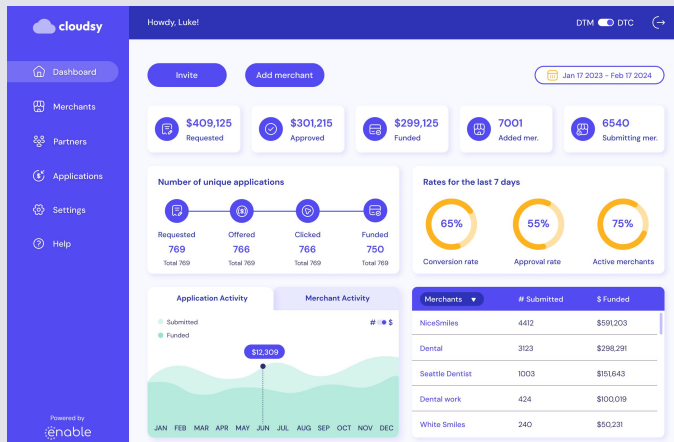 cloudsy
Howdy, Luke!
DTM DTC
Dashboard
Merchants
Partners
Applications
Settings
Help
Powered by
enable
Invite
Add merchant
Jan 17 2023 - Feb 17 2024
$409,125
Requested
$301,215
Approved
$299,125
Funded
7001
Added mer.
6540
Submitting mer.
Number of unique applications
Requested Offered Clicked Funded
769 766 766 750
Total 769 Total 769 Total 769 Total 769
Rates for the last 7 days
65% 55% 75%
Conversion rate Approval rate Active merchants
Application Activity Merchant Activity
Submitted
Funded
# $
$12,309
JAN FEB MAR APR MAY JUN JUL AUG SEP OCT NOV DEC
Merchants # Submitted $ Funded
NiceSmiles 4412 $591,203
Dental 3123 $298,291
Seattle Dentist 1003 $151,643
Dental work 424 $100,019
White Smiles 240 $50,231